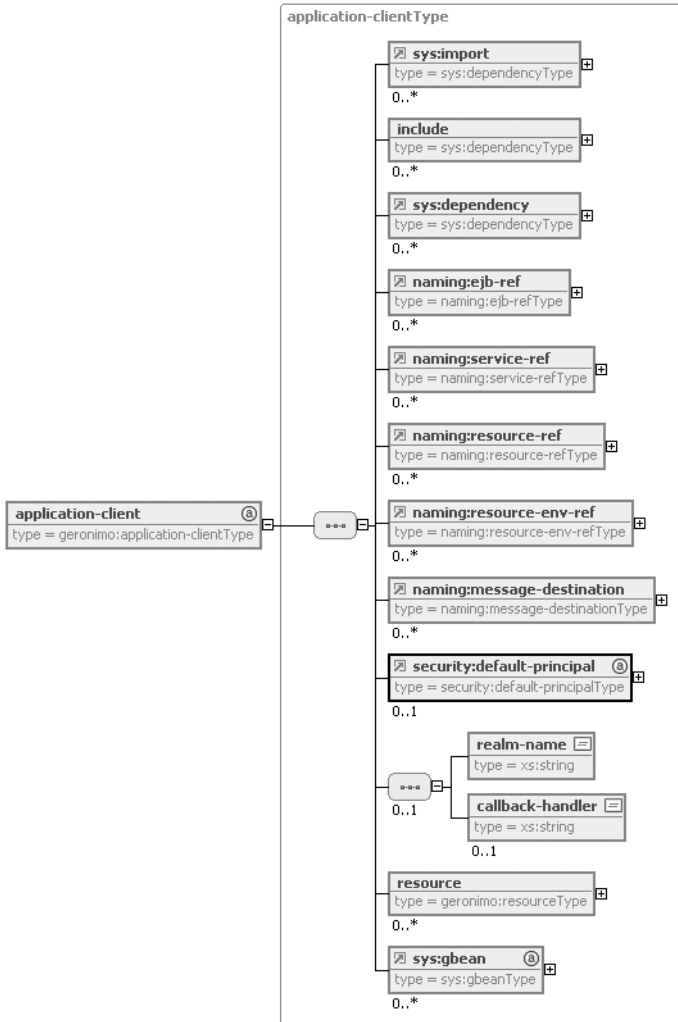 application-clientType
sys:import
type = sys:dependencyType
0..*
include
type = sys:dependencyType
0..*
sys:dependency
type = sys:dependencyType
0..*
naming:ejb-ref
type = naming:ejb-refType
0..*
naming:service-ref
type = naming:service-refType
0..*
naming:resource-ref
type = naming:resource-refType
0..*
application-client
type = geronimo:application-clientType
naming:resource-env-ref
type = naming:resource-env-refType
0..*
naming:message-destination
type = naming:message-destinationType
0..*
security:default-principal
type = security:default-principalType
0..1
realm-name
type = xs:string
0..1
callback-handler
type = xs:string
0..1
resource
type = geronimo:resourceType
0..*
sys:gbean
type = sys:gbeanType
0..*